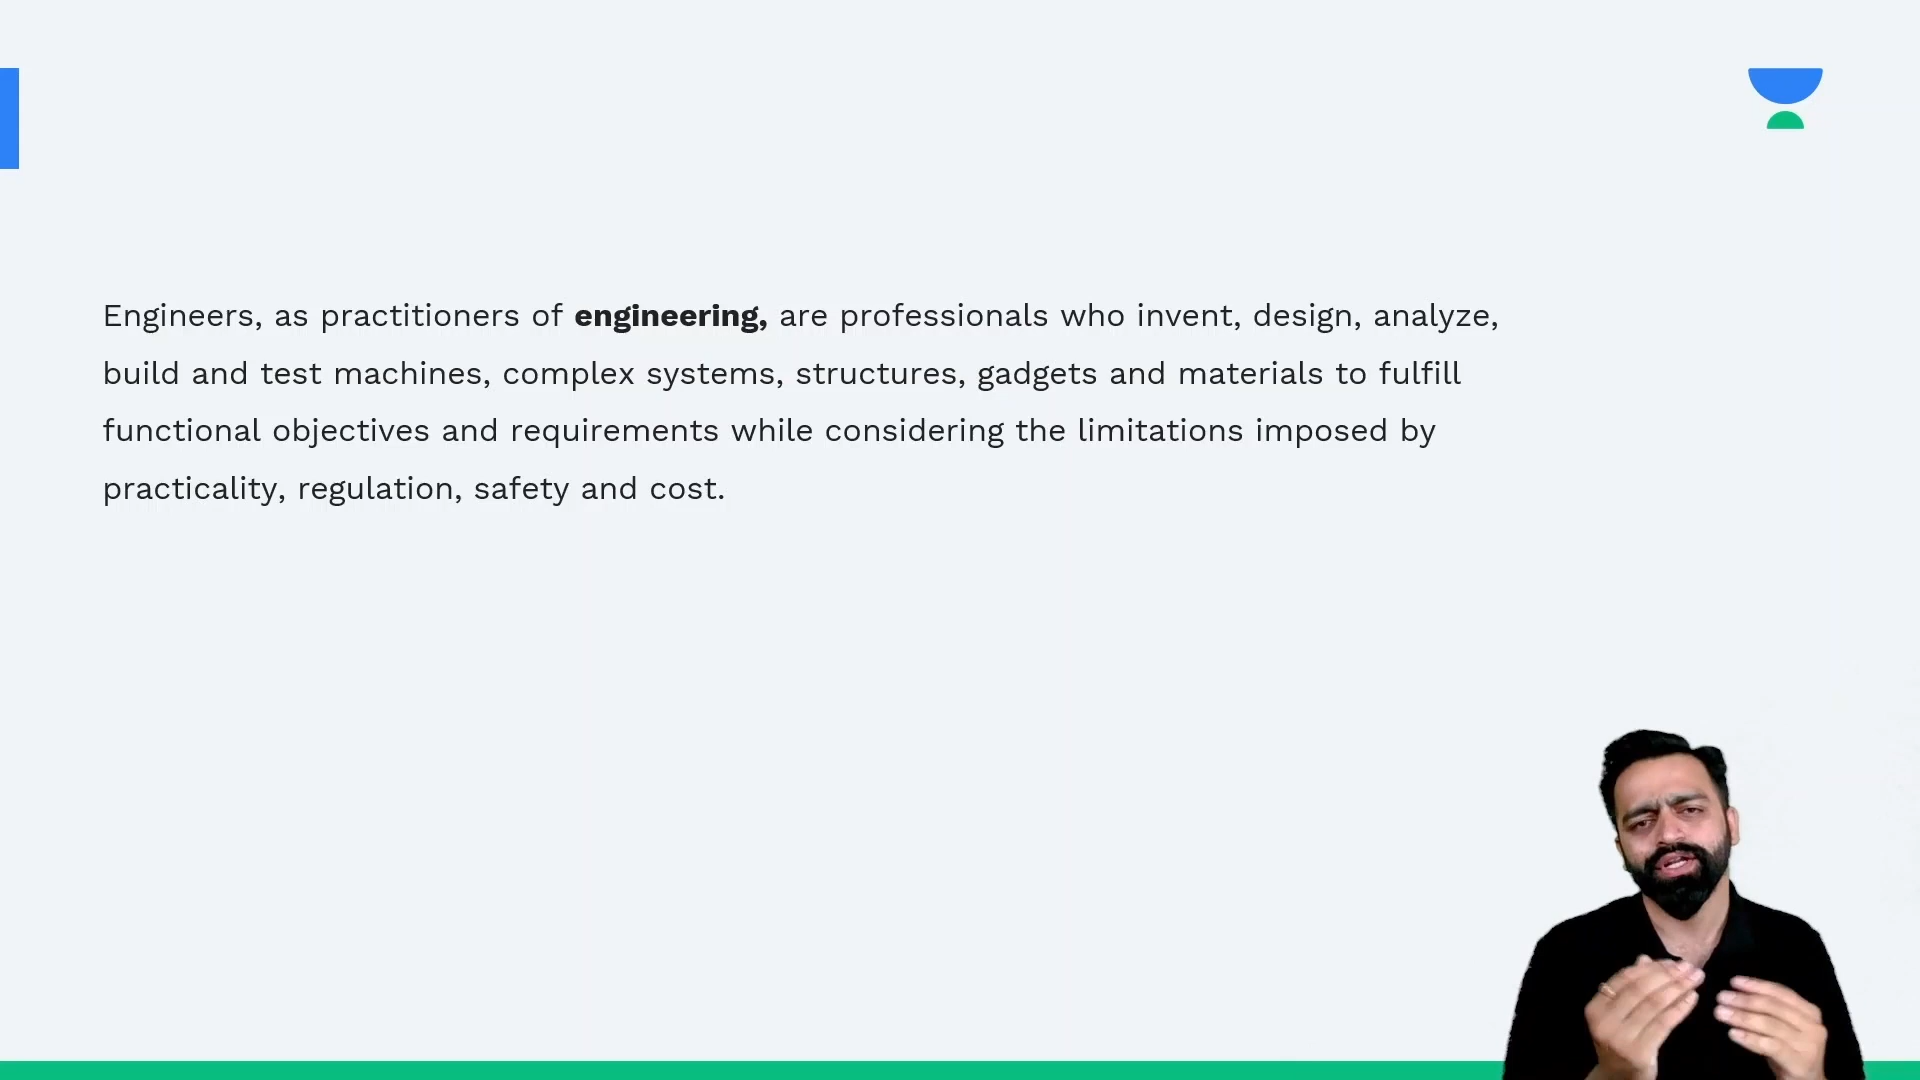 Engineers, as practitioners of engineering, are professionals who invent, design, analyze,
build and test machines, complex systems, structures, gadgets and materials to fulfill
functional objectives and requirements while considering the limitations imposed by
practicality, regulation, safety and cost.